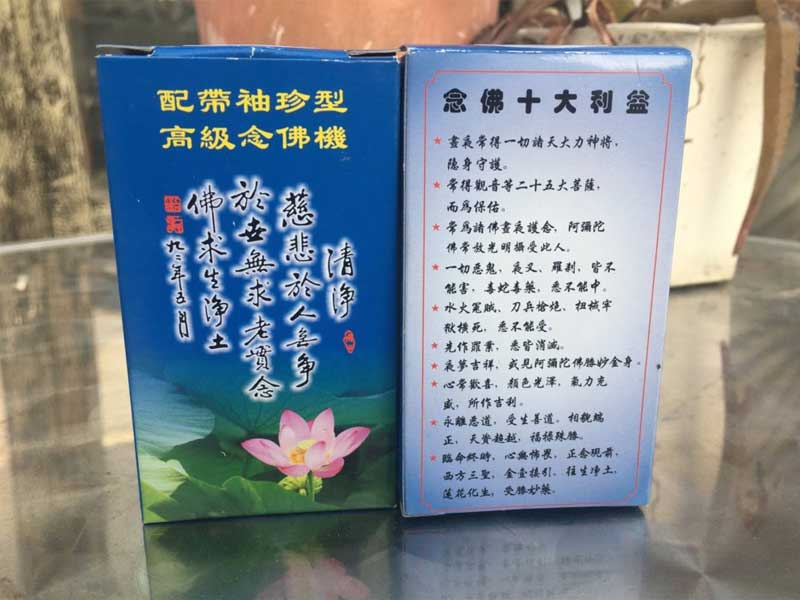 配帶袖珍型
高級念佛機
清净
慈悲於人無争
於世無求老實念
佛求生淨土
九二年五月
念佛十大利益
晝夜常得一切諸天大力神將，
隐身守護。
常得觀音等二十五大菩薩，
而爲保佑。
常爲諸佛晝夜護念，阿彌陀
佛常放光明攝受此人。
一切惡鬼，夜叉、羅刹，皆不
能害，毒蛇毒藥，悉不能中。
水火冤賊、刀兵槍炮、扭械牢
獄横死，悉不能受。
先作罪業，悉皆消滅。
夜夢吉祥，或見阿彌陀佛勝妙金身。
心常歡喜，顏色光澤，氣力充
盛，所作吉利。
永離惡道，受生善道。相貌端
正，天資超越，福禄殊勝。
臨命終時，心無怖畏，正念現前，
西方三聖，金臺接引。往生净土，
蓮花化生，受勝妙藥。